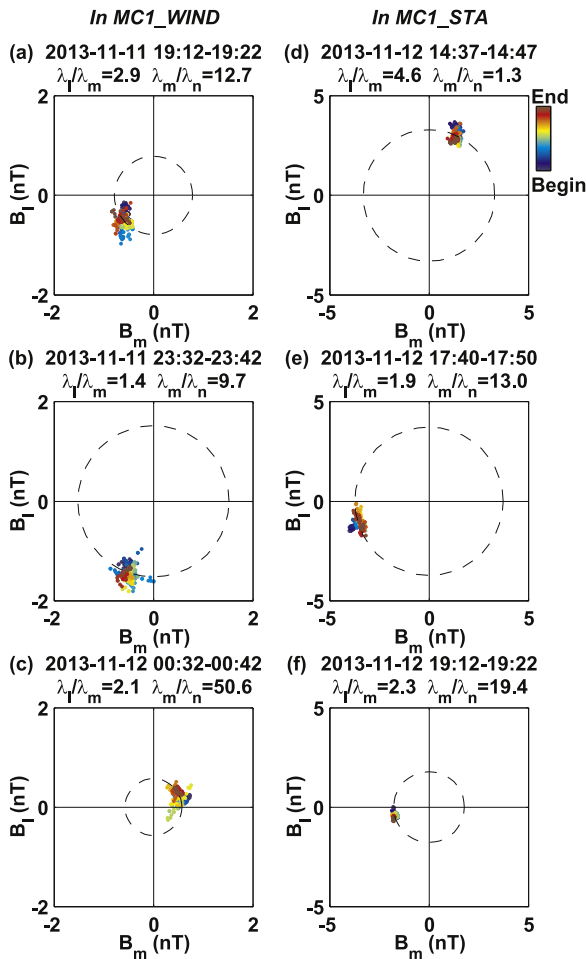 In MC1_WIND
In MC1_STA
(a) 2013-11-11 19:12-19:22
λl/λm=2.9 λm/λn=12.7
2
0
-2
-2 0 2
Bl (nT)
Bm (nT)
(d) 2013-11-12 14:37-14:47
λl/λm=4.6 λm/λn=1.3
5
0
-5
-5 0 5
Bl (nT)
Bm (nT)
End
Begin
(b) 2013-11-11 23:32-23:42
λl/λm=1.4 λm/λn=9.7
2
0
-2
-2 0 2
Bl (nT)
Bm (nT)
(e) 2013-11-12 17:40-17:50
λl/λm=1.9 λm/λn=13.0
5
0
-5
-5 0 5
Bl (nT)
Bm (nT)
(c) 2013-11-12 00:32-00:42
λl/λm=2.1 λm/λn=50.6
2
0
-2
-2 0 2
Bl (nT)
Bm (nT)
(f) 2013-11-12 19:12-19:22
λl/λm=2.3 λm/λn=19.4
5
0
-5
-5 0 5
Bl (nT)
Bm (nT)